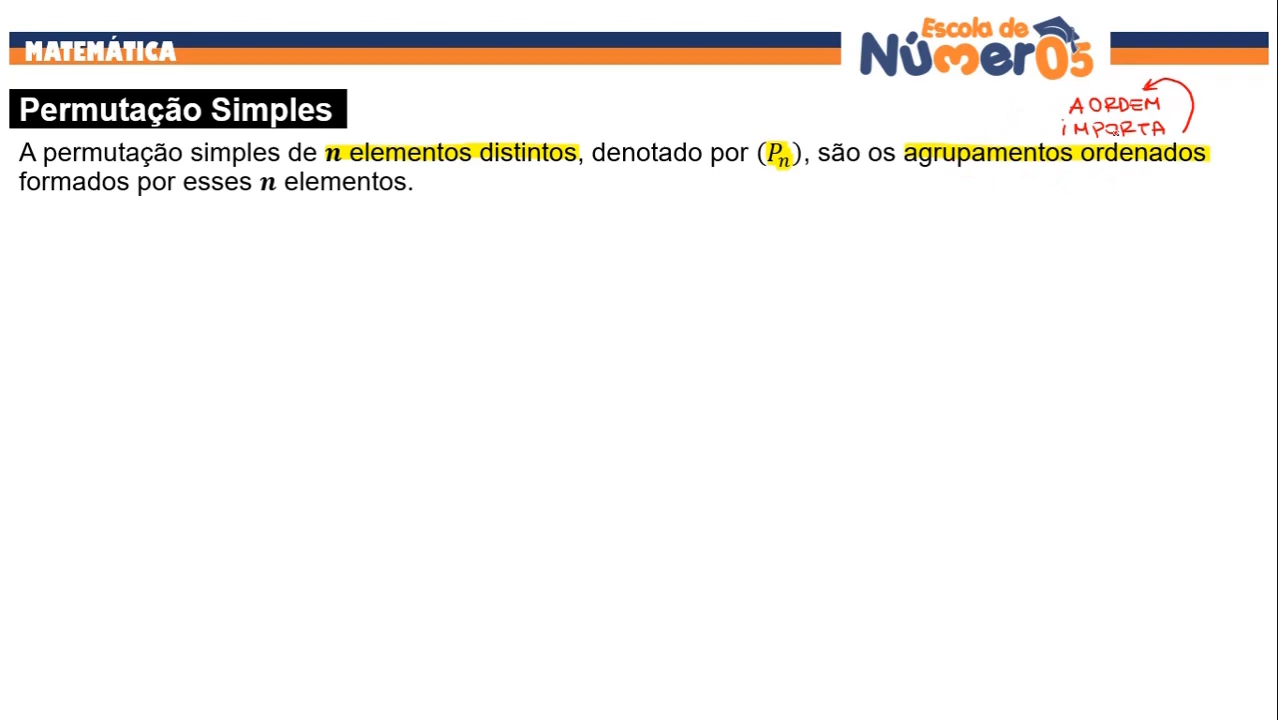 MATEMÁTICA
Escola de
Número5
Permutação Simples
A ORDEM
IMPORTA
A permutação simples de n elementos distintos, denotado por (Pₙ), são os agrupamentos ordenados
formados por esses n elementos.